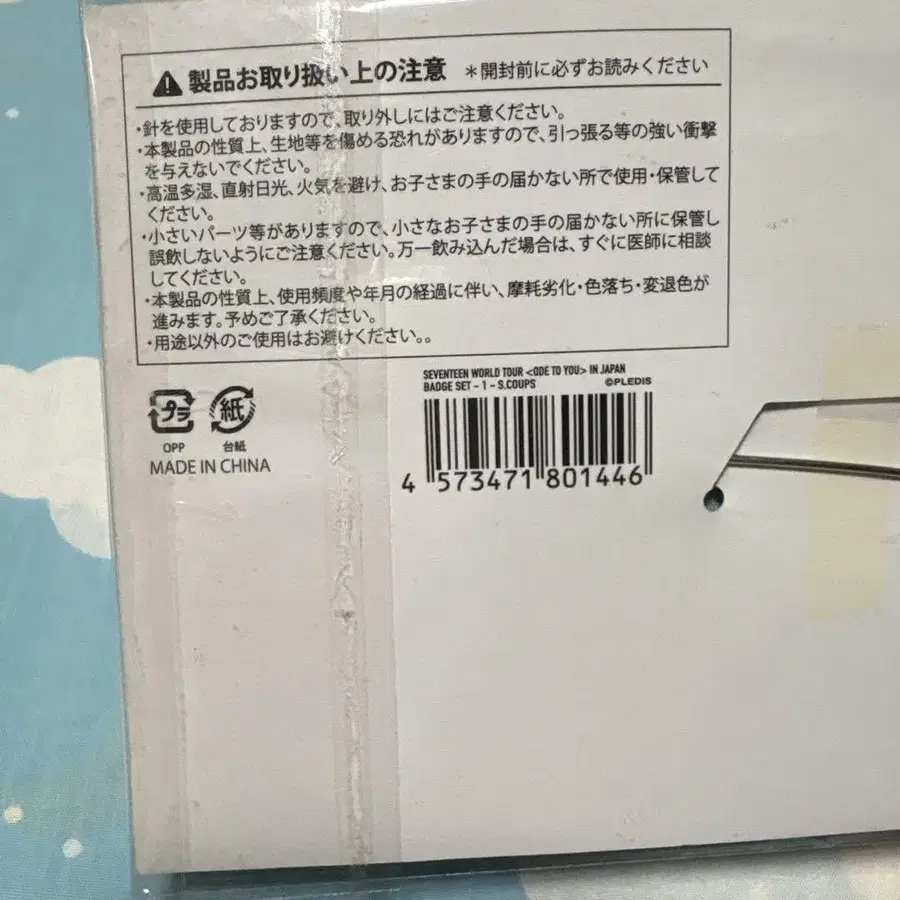 製品お取り扱い上の注意 *開封前に必ずお読みください
・針を使用しておりますので、取り外しにはご注意ください。
・本製品の性質上、生地等を傷める恐れがありますので、引っ張る等の強い衝撃
を与えないでください。
・高温多湿、直射日光、火気を避け、お子さまの手の届かない所で使用・保管して
ください。
・小さいパーツ等がありますので、小さなお子さまの手の届かない所に保管し
誤飲しないようにご注意ください。万一飲み込んだ場合は、すぐに医師に相談
してください。
・本製品の性質上、使用頻度や年月の経過に伴い、摩耗劣化・色落ち・変退色が
進みます。予めご了承ください。
・用途以外のご使用はお避けください。。
プラ 紙
OPP 台紙
MADE IN CHINA
SEVENTEEN WORLD TOUR <ODE TO YOU> IN JAPAN
BADGE SET - 1 - S.COUPS ©PLEDIS
4 573471 801446